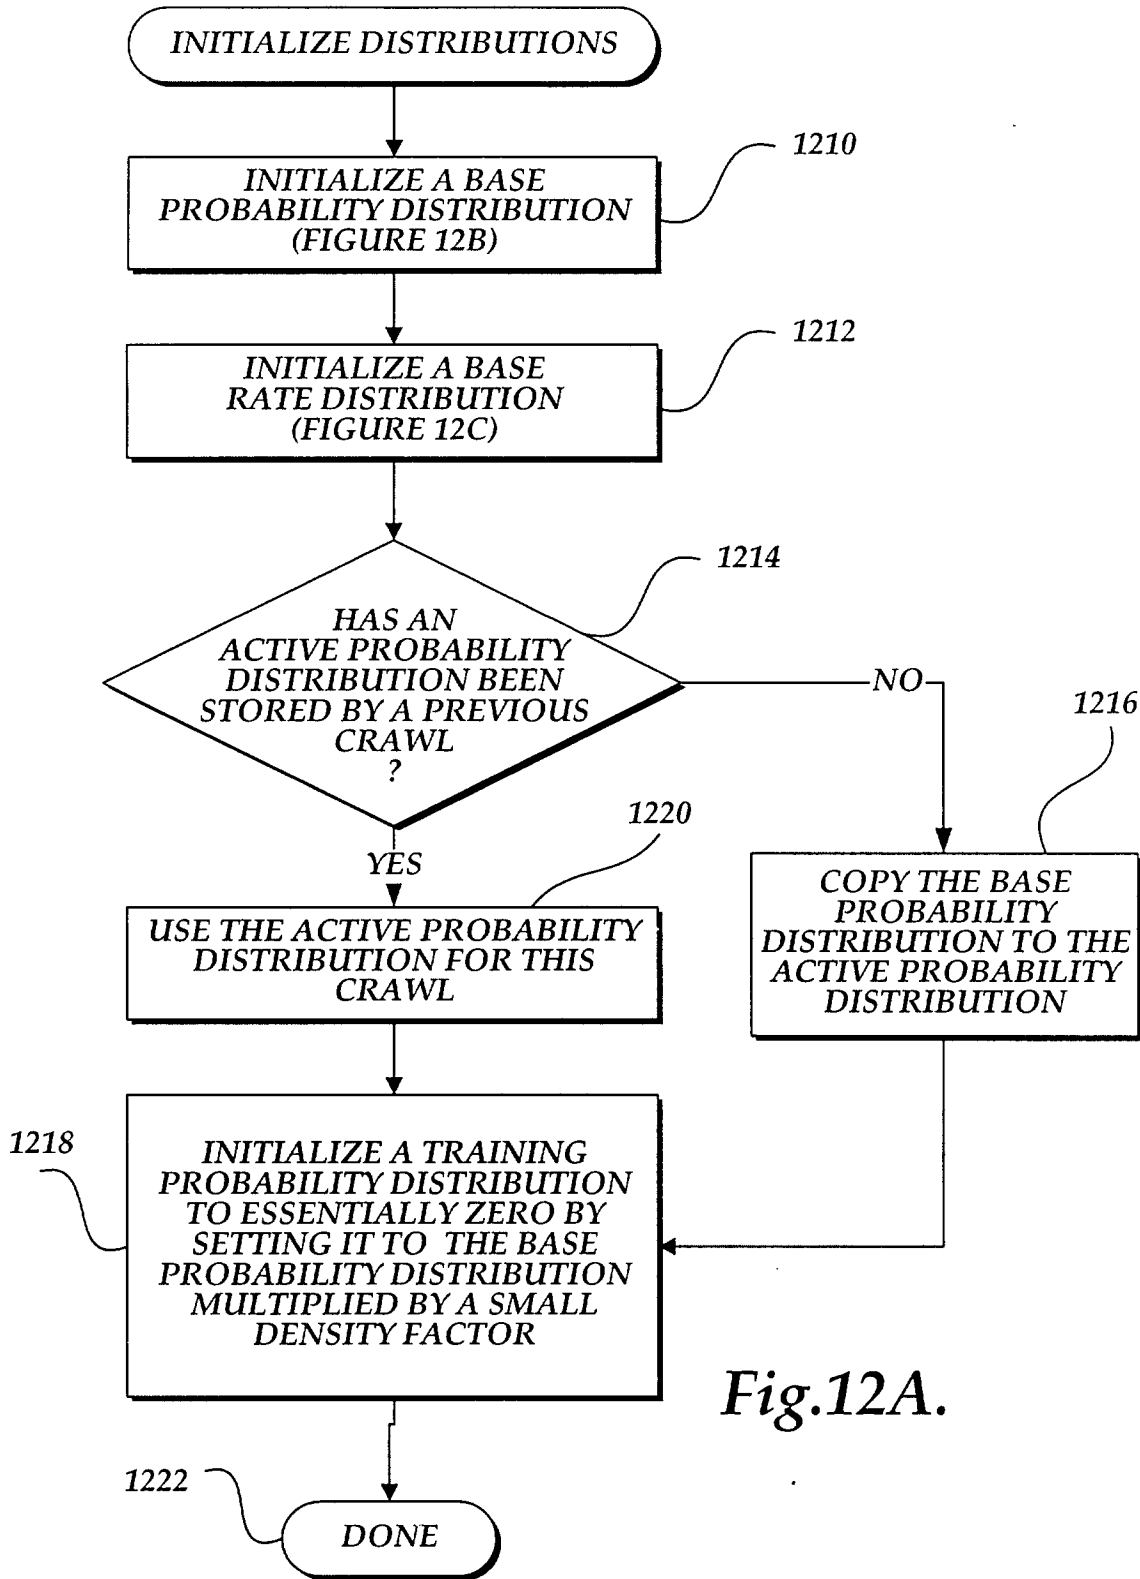 INITIALIZE DISTRIBUTIONS
1210
INITIALIZE A BASE
PROBABILITY DISTRIBUTION
(FIGURE 12B)
1212
INITIALIZE A BASE
RATE DISTRIBUTION
(FIGURE 12C)
1214
HAS AN
ACTIVE PROBABILITY
DISTRIBUTION BEEN
STORED BY A PREVIOUS
CRAWL
?
NO
1216
COPY THE BASE
PROBABILITY
DISTRIBUTION TO THE
ACTIVE PROBABILITY
DISTRIBUTION
YES
1220
USE THE ACTIVE PROBABILITY
DISTRIBUTION FOR THIS
CRAWL
1218
INITIALIZE A TRAINING
PROBABILITY DISTRIBUTION
TO ESSENTIALLY ZERO BY
SETTING IT TO THE BASE
PROBABILITY DISTRIBUTION
MULTIPLIED BY A SMALL
DENSITY FACTOR
Fig.12A.
1222
DONE